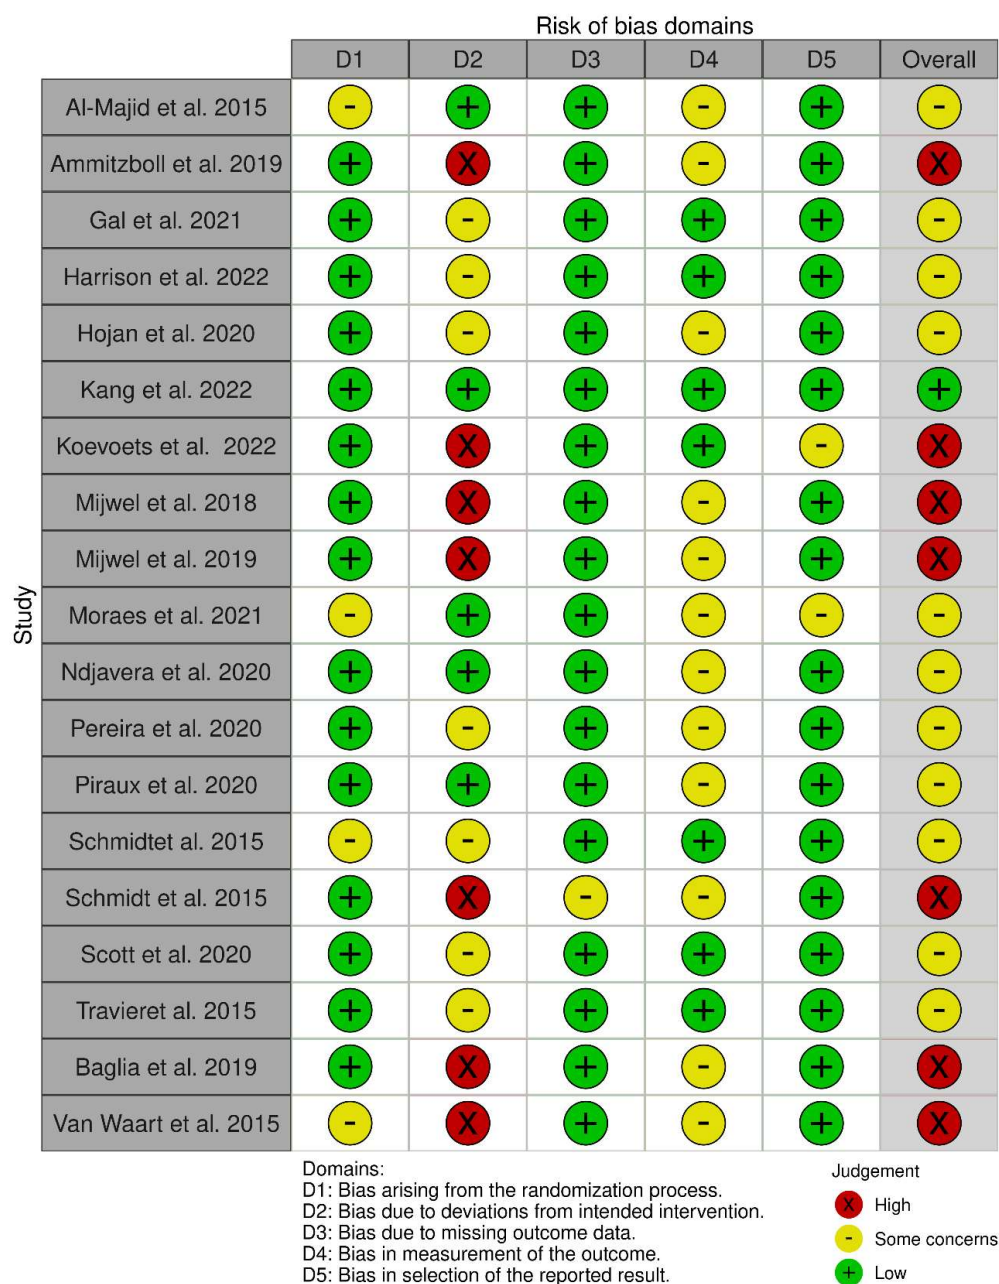 Risk of bias domains
D1 D2 D3 D4 D5 Overall
Al-Majid et al. 2015 - + + - + -
Ammitzboll et al. 2019 + X + - + X
Gal et al. 2021 + - + + + -
Harrison et al. 2022 + - + + + -
Hojan et al. 2020 + - + - + -
Kang et al. 2022 + + + + + +
Koevoets et al. 2022 + X + + - X
Mijwel et al. 2018 + X + - + X
Mijwel et al. 2019 + X + - + X
Moraes et al. 2021 - + + - - -
Ndjavera et al. 2020 + + + - + -
Pereira et al. 2020 + - + - + -
Piraux et al. 2020 + + + - + -
Schmidtet al. 2015 - - + + + -
Schmidt et al. 2015 + X - - + X
Scott et al. 2020 + - + + + -
Travieret al. 2015 + - + + + -
Baglia et al. 2019 + X + - + X
Van Waart et al. 2015 - X + - + X
Study
Domains:
D1: Bias arising from the randomization process.
D2: Bias due to deviations from intended intervention.
D3: Bias due to missing outcome data.
D4: Bias in measurement of the outcome.
D5: Bias in selection of the reported result.
Judgement
X High
- Some concerns
+ Low